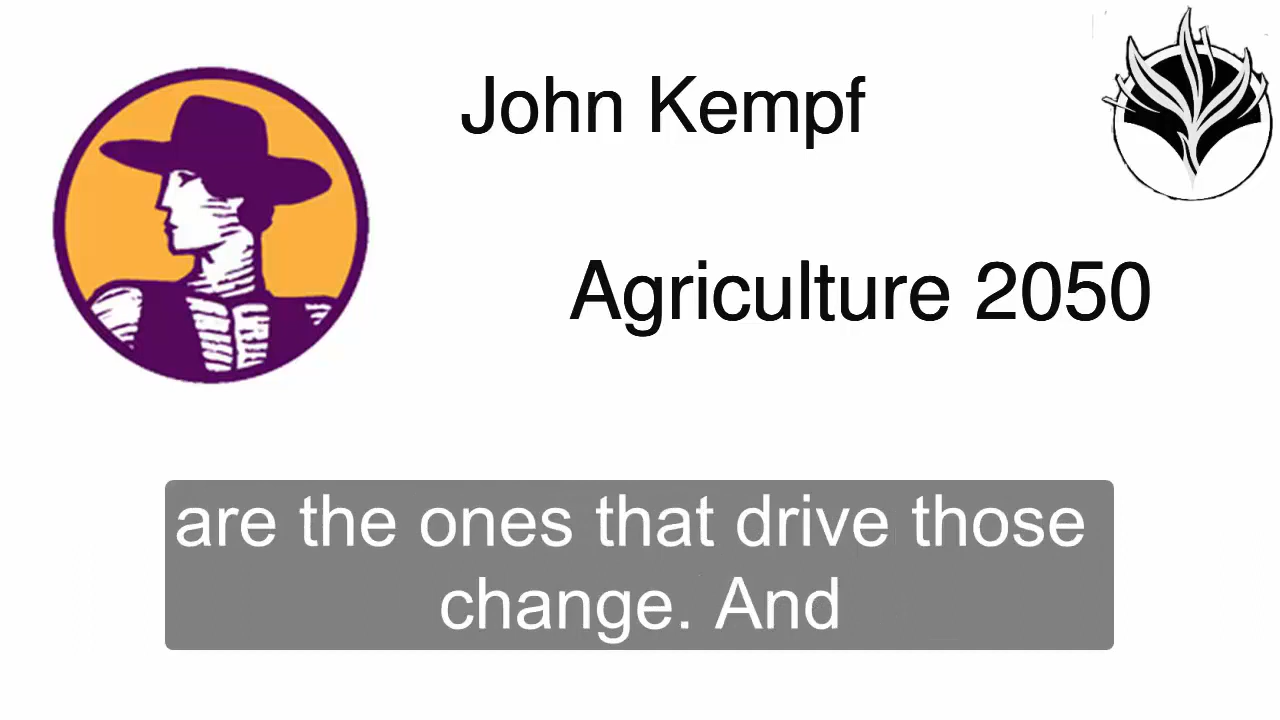 John Kempf
Agriculture 2050
are the ones that drive those
change. And